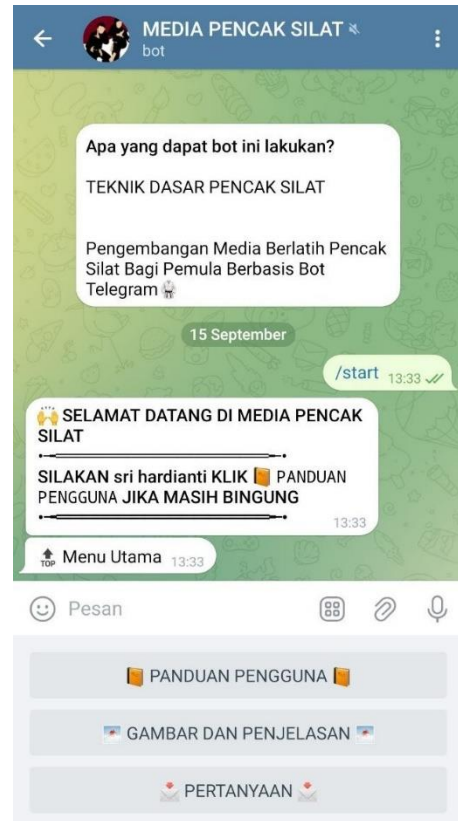 MEDIA PENCAK SILAT
bot
Apa yang dapat bot ini lakukan?
TEKNIK DASAR PENCAK SILAT
Pengembangan Media Berlatih Pencak
Silat Bagi Pemula Berbasis Bot
Telegram🥋
15 September
/start 13:33
🙌 SELAMAT DATANG DI MEDIA PENCAK
SILAT
SILAKAN sri hardianti KLIK 📔 PANDUAN
PENGGUNA JIKA MASIH BINGUNG
13:33
🔝 Menu Utama 13:33
Pesan
📔 PANDUAN PENGGUNA 📔
GAMBAR DAN PENJELASAN
📩 PERTANYAAN 📩